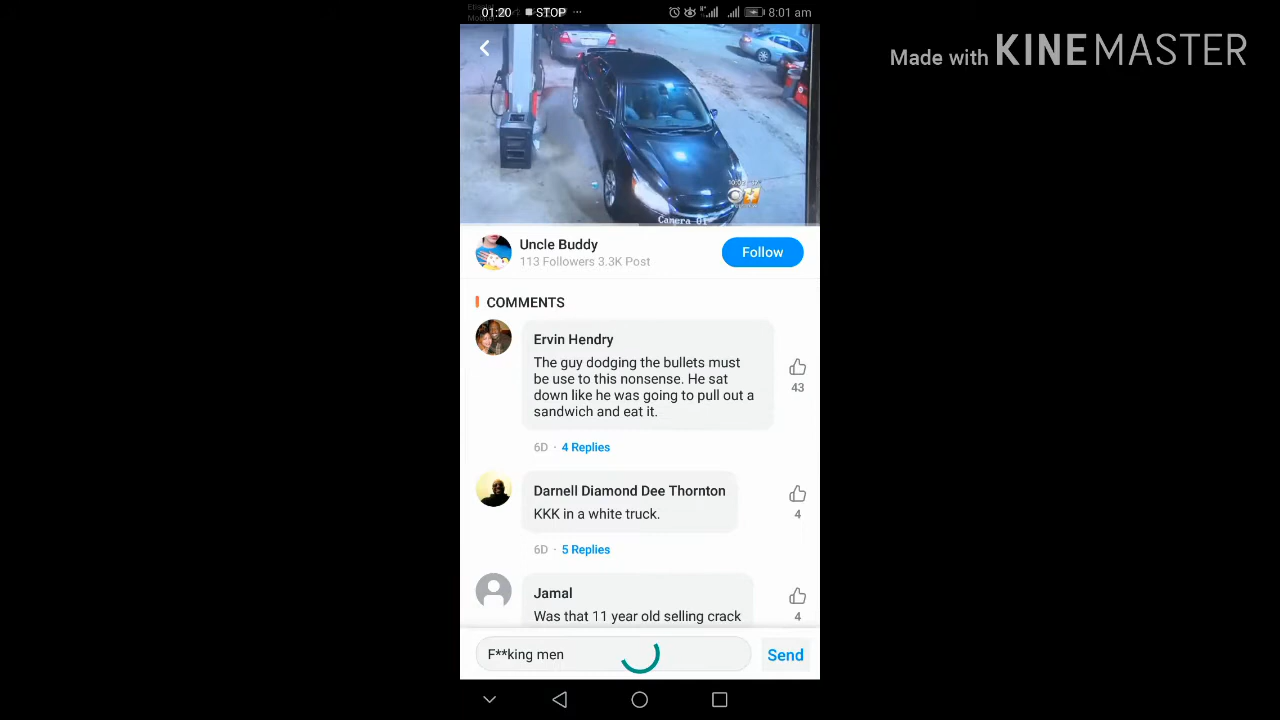 01:20 STOP ... 8:01 am
Made with KINEMASTER
Camera 01
Uncle Buddy
113 Followers 3.3K Post
Follow
COMMENTS
Ervin Hendry
The guy dodging the bullets must
be use to this nonsense. He sat
down like he was going to pull out a
sandwich and eat it.
43
6D · 4 Replies
Darnell Diamond Dee Thornton
KKK in a white truck.
4
6D · 5 Replies
Jamal
Was that 11 year old selling crack
4
F**king men
Send